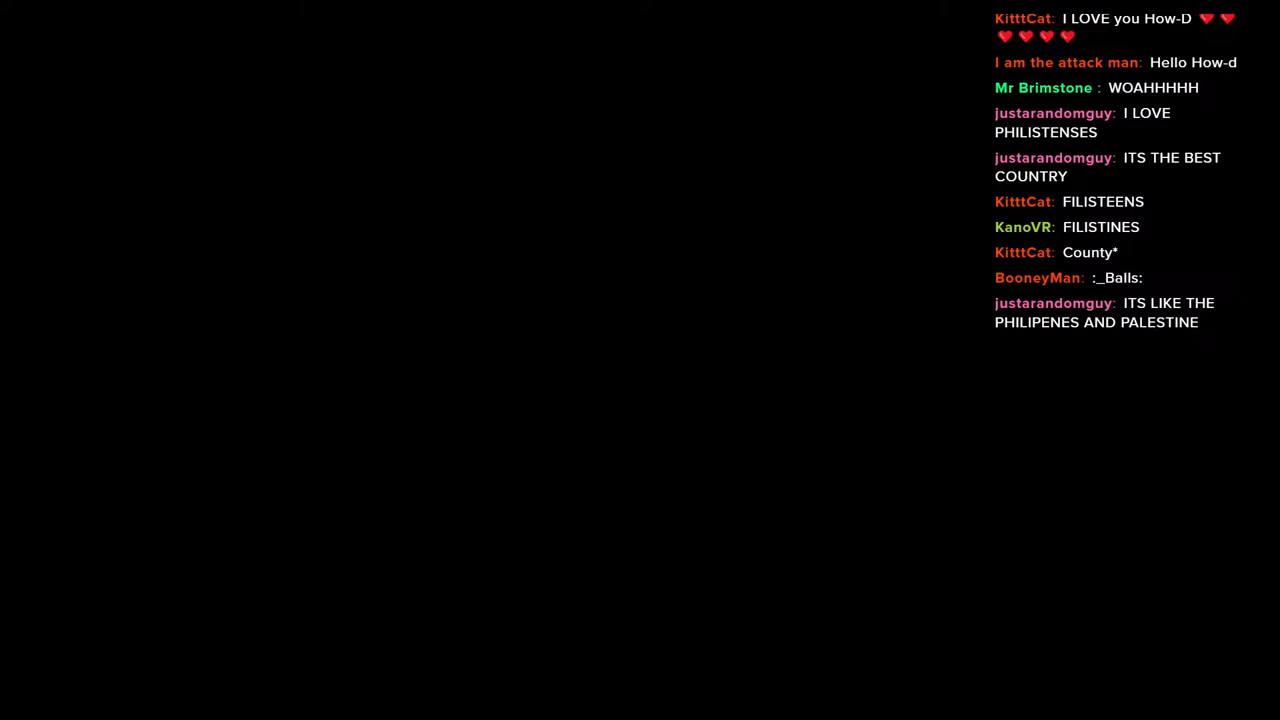 KitttCat: I LOVE you How-D ❤️ ❤️
❤️ ❤️ ❤️ ❤️
I am the attack man: Hello How-d
Mr Brimstone : WOAHHHHH
justarandomguy: I LOVE
PHILISTENSES
justarandomguy: ITS THE BEST
COUNTRY
KitttCat: FILISTEENS
KanoVR: FILISTINES
KitttCat: County*
BooneyMan: :_Balls:
justarandomguy: ITS LIKE THE
PHILIPENES AND PALESTINE